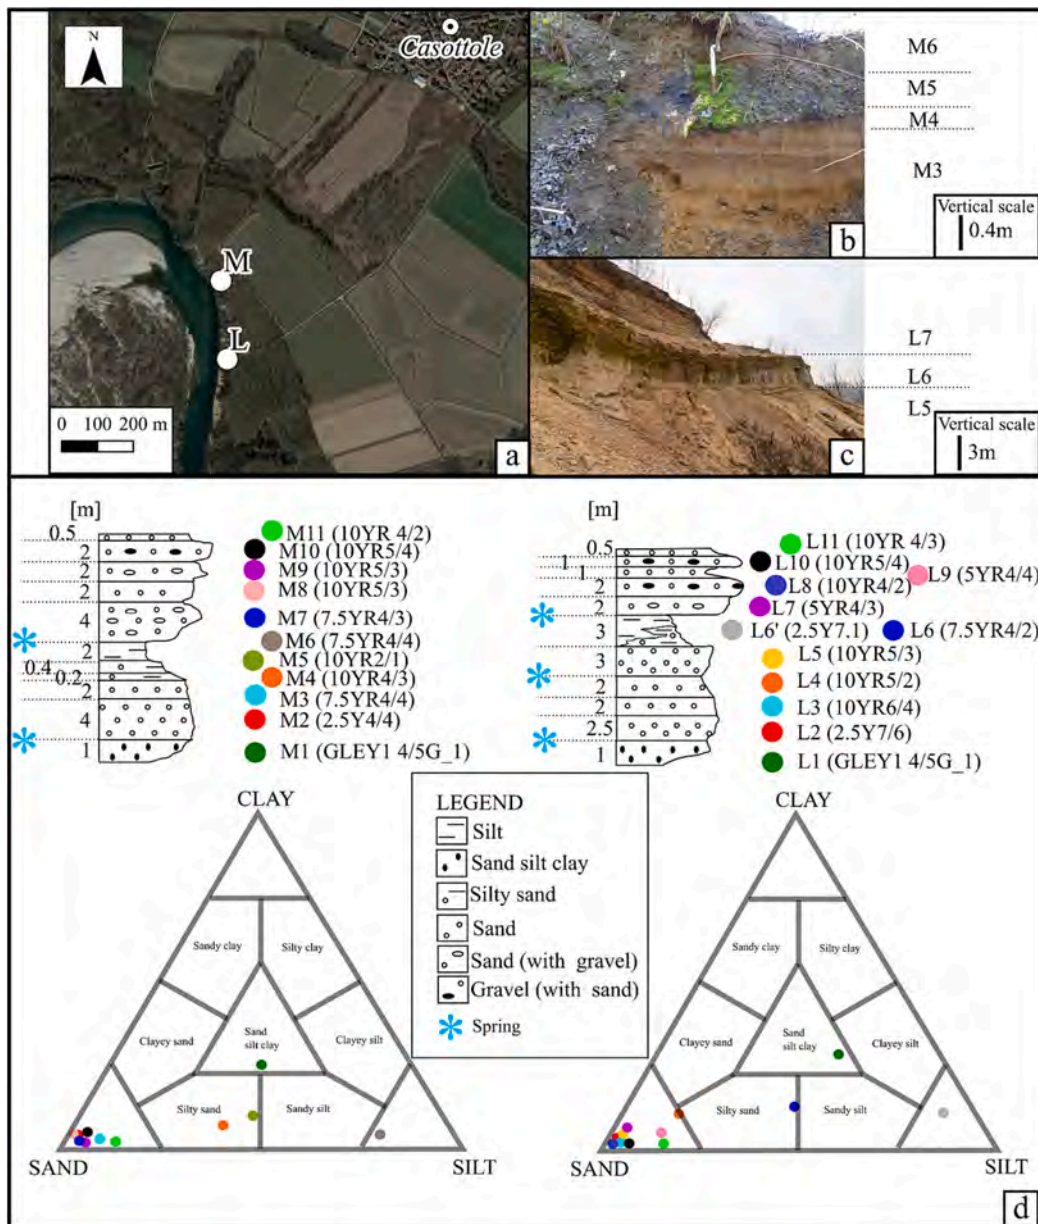 N
Casottole
M
L
0 100 200 m
a
M6
M5
M4
M3
Vertical scale
0.4m
b
L7
L6
L5
Vertical scale
3m
c
[m]
0.5
2
2
2
4
2
0.4
0.2
2
4
1
M11 (10YR 4/2)
M10 (10YR5/4)
M9 (10YR5/3)
M8 (10YR5/3)
M7 (7.5YR4/3)
M6 (7.5YR4/4)
M5 (10YR2/1)
M4 (10YR4/3)
M3 (7.5YR4/4)
M2 (2.5Y4/4)
M1 (GLEY1 4/5G_1)
[m]
0.5
1
1
2
2
3
3
2
2
2.5
1
L11 (10YR 4/3)
L10 (10YR5/4)
L9 (5YR4/4)
L8 (10YR4/2)
L7 (5YR4/3)
L6' (2.5Y7.1) L6 (7.5YR4/2)
L5 (10YR5/3)
L4 (10YR5/2)
L3 (10YR6/4)
L2 (2.5Y7/6)
L1 (GLEY1 4/5G_1)
CLAY
Sandy clay
Silty clay
Clayey sand
Sand
silt clay
Clayey silt
Silty sand
Sandy silt
SAND
SILT
LEGEND
Silt
Sand silt clay
Silty sand
Sand
Sand (with gravel)
Gravel (with sand)
Spring
CLAY
Sandy clay
Silty clay
Clayey sand
Sand
silt clay
Clayey silt
Silty sand
Sandy silt
SAND
SILT
d